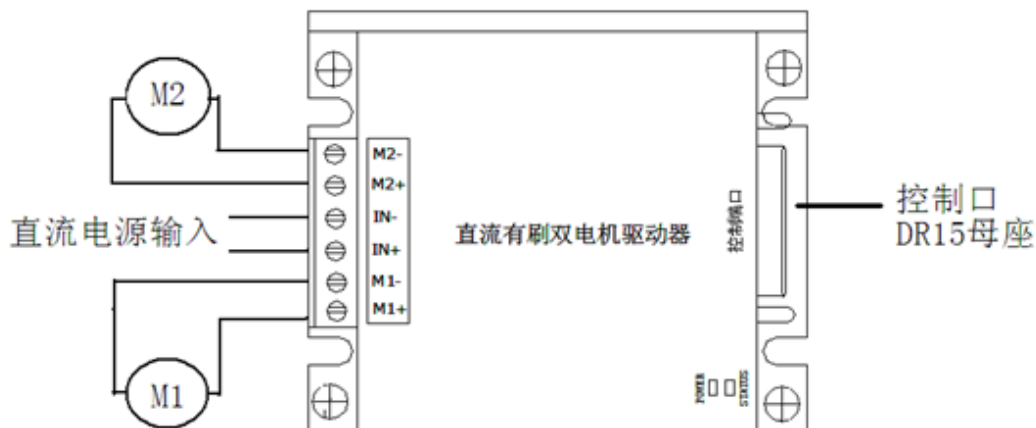 M2
直流电源输入
M1
M2-
M2+
IN-
IN+
M1-
M1+
直流有刷双电机驱动器
控制端口
POWER
STATUS
控制口
DR15母座